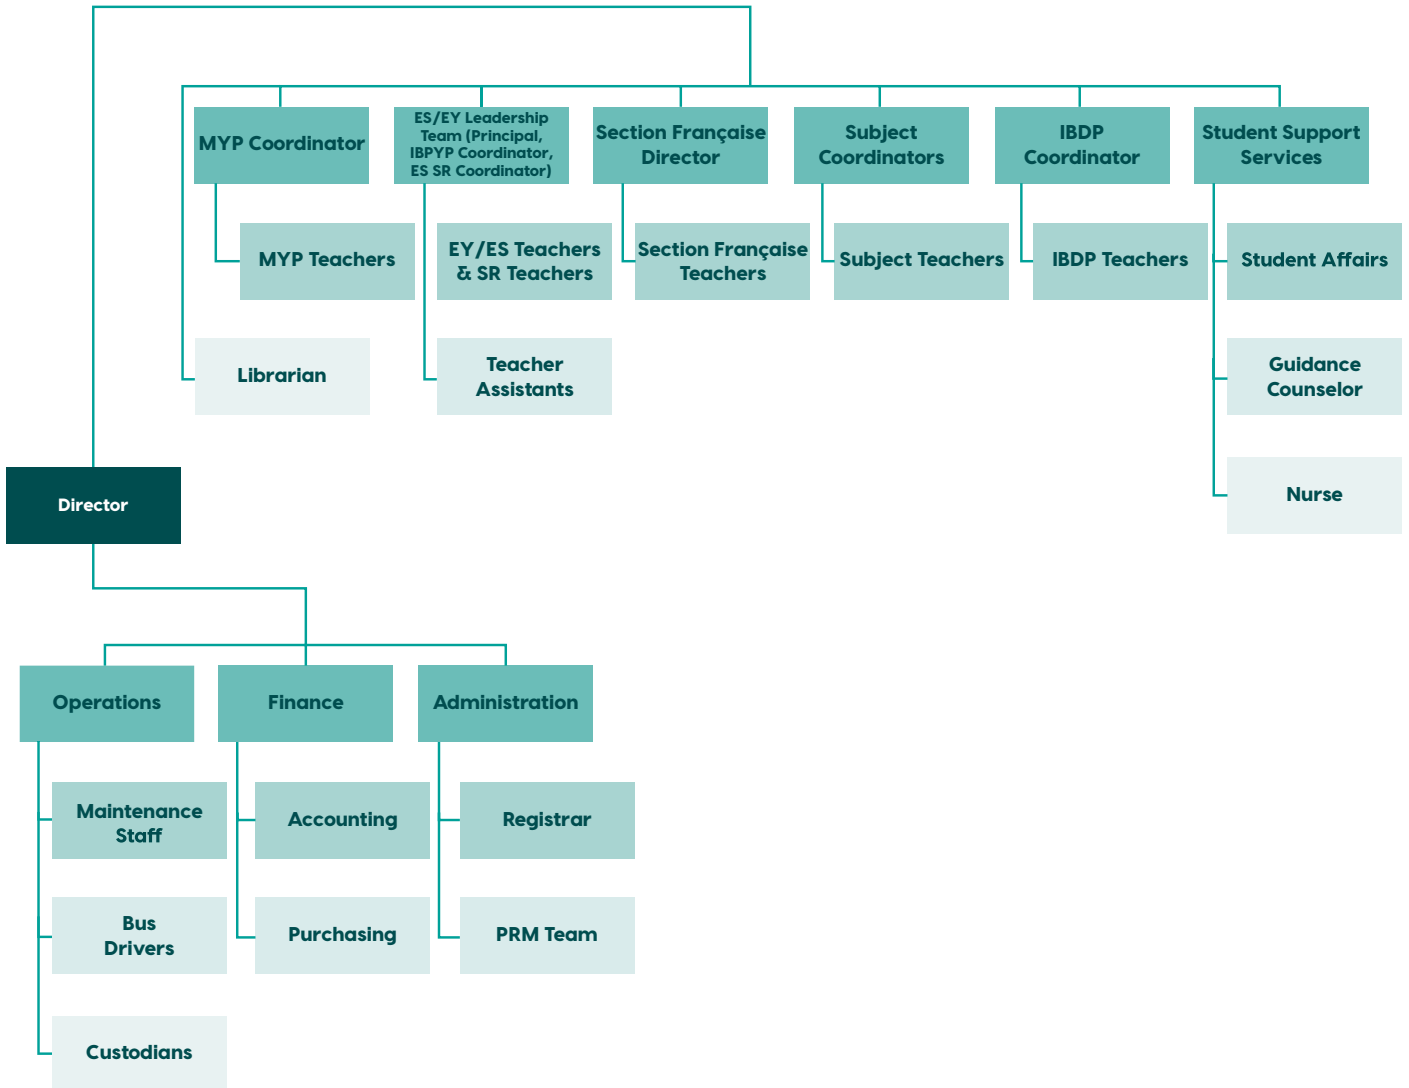 MYP Coordinator
ES/EY Leadership
Team (Principal,
IBPYP Coordinator,
ES SR Coordinator)
Section Française
Director
Subject
Coordinators
IBDP
Coordinator
Student Support
Services
MYP Teachers
EY/ES Teachers
& SR Teachers
Section Française
Teachers
Subject Teachers
IBDP Teachers
Student Affairs
Librarian
Teacher
Assistants
Guidance
Counselor
Nurse
Director
Operations
Finance
Administration
Maintenance
Staff
Accounting
Registrar
Bus
Drivers
Purchasing
PRM Team
Custodians